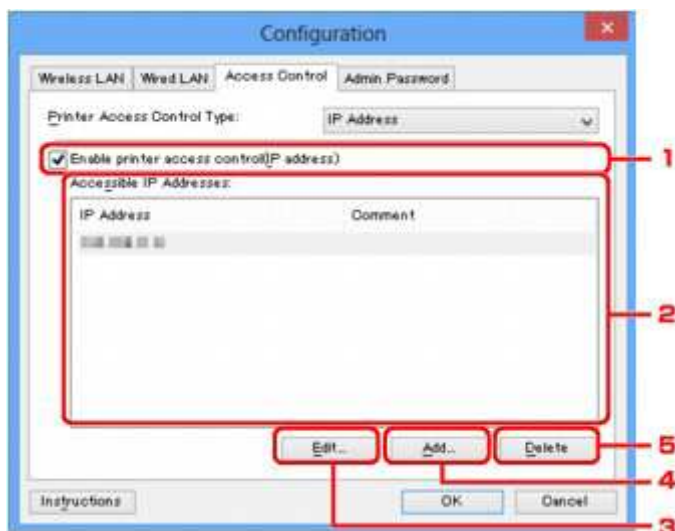 Configuration
Wireless LAN Wired LAN Access Control Admin Password
Printer Access Control Type: IP Address
Enable printer access control(IP address) 1
Accessible IP Addresses:
IP Address Comment
2
Edit... Add... Delete 5
4
Instructions OK Cancel
3